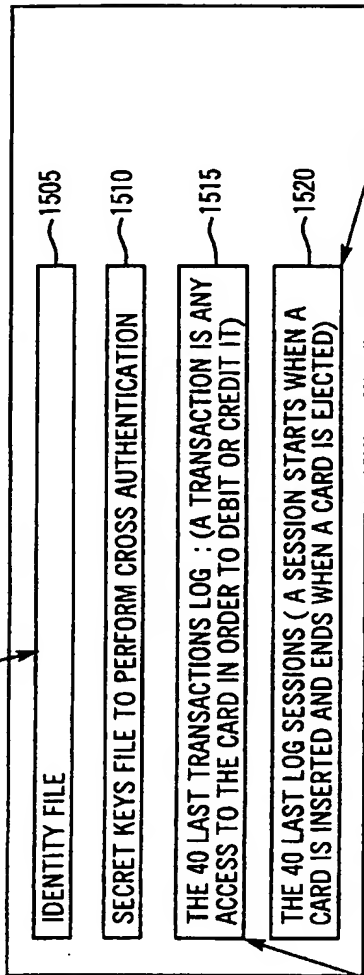 IDENTITY FILE
1505
SECRET KEYS FILE TO PERFORM CROSS AUTHENTICATION
1510
THE 40 LAST TRANSACTIONS LOG : (A TRANSACTION IS ANY
ACCESS TO THE CARD IN ORDER TO DEBIT OR CREDIT IT)
1515
THE 40 LAST LOG SESSIONS ( A SESSION STARTS WHEN A
CARD IS INSERTED AND ENDS WHEN A CARD IS EJECTED)
1520